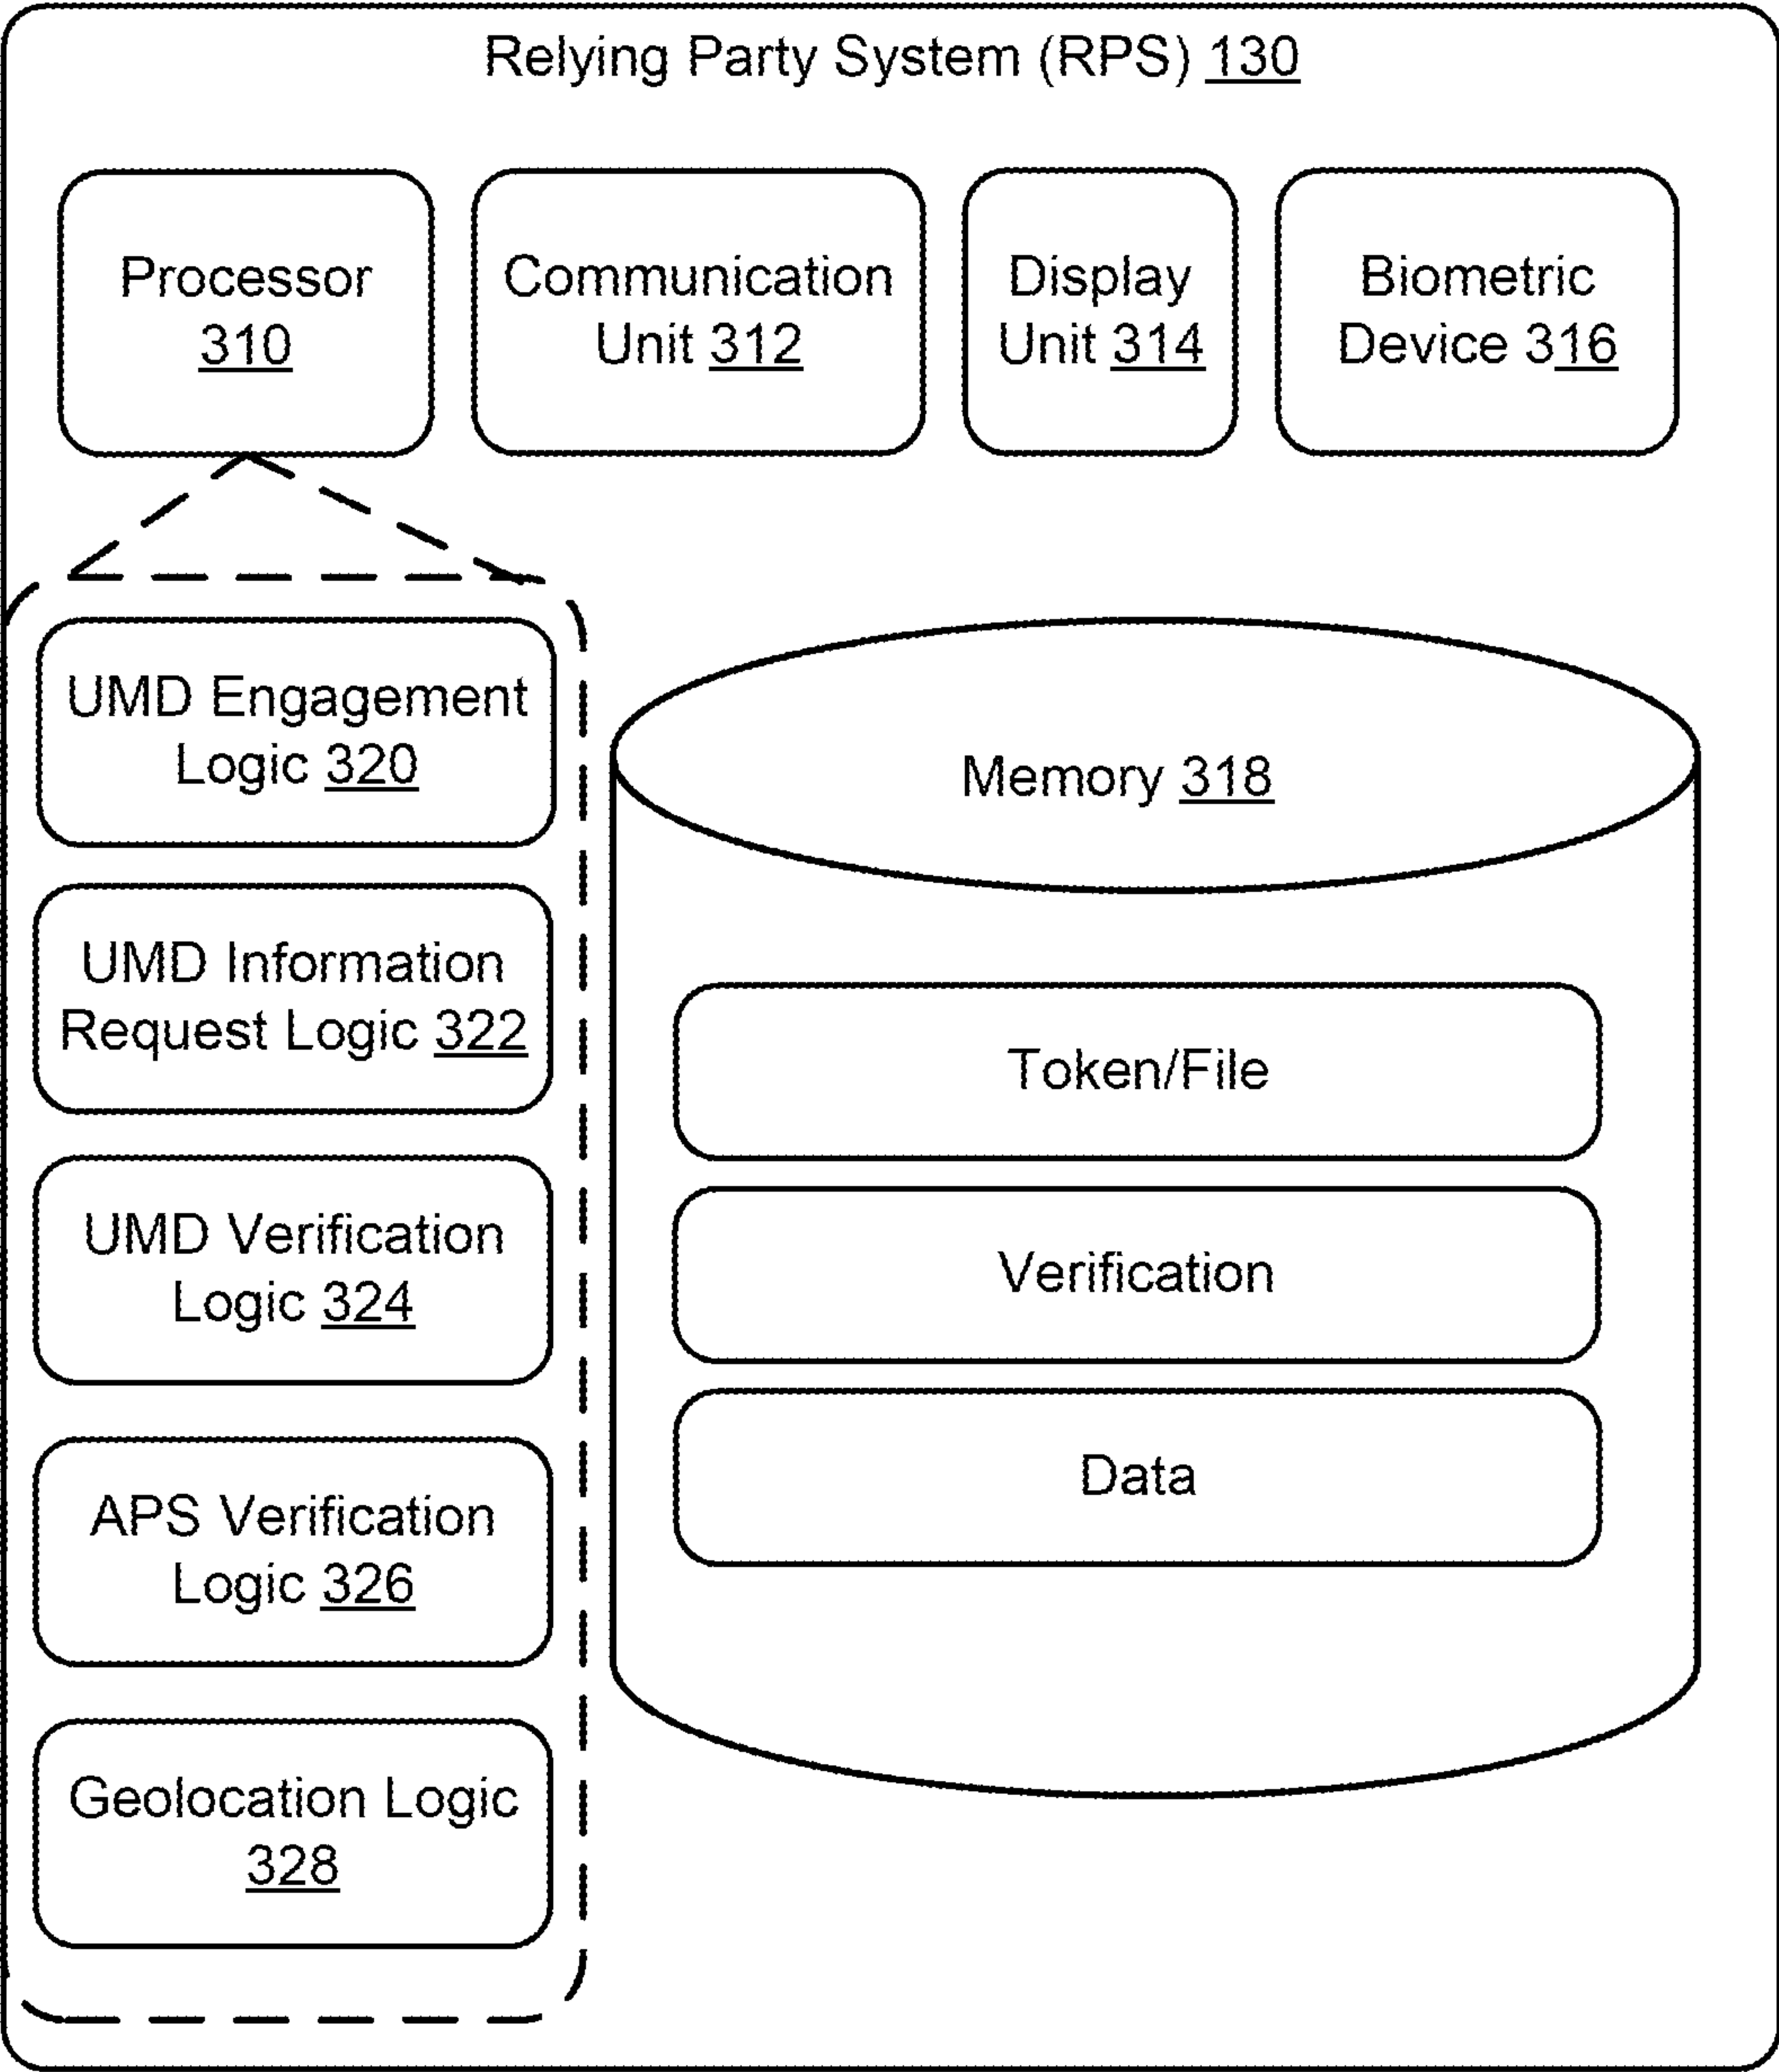 Relying Party System (RPS) 130
Processor
310
Communication
Unit 312
Display
Unit 314
Biometric
Device 316
UMD Engagement
Logic 320
UMD Information
Request Logic 322
UMD Verification
Logic 324
APS Verification
Logic 326
Geolocation Logic
328
Memory 318
Token/File
Verification
Data